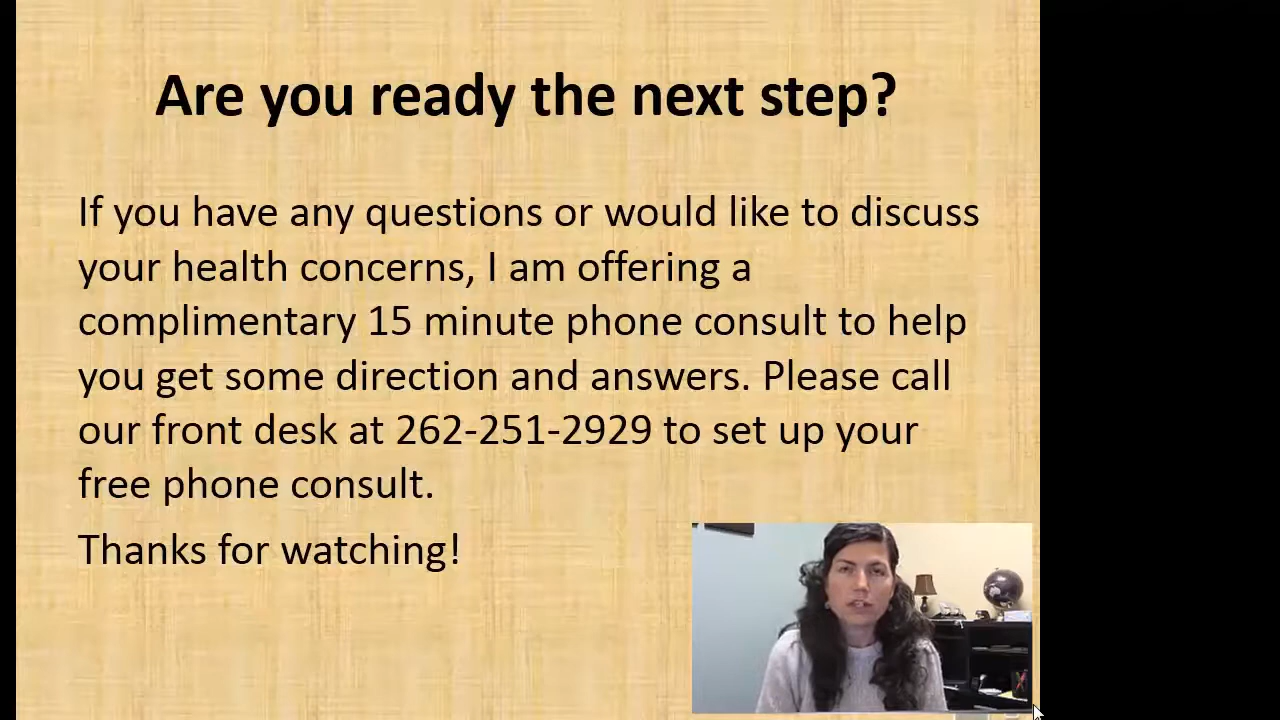 Are you ready the next step?
If you have any questions or would like to discuss
your health concerns, I am offering a
complimentary 15 minute phone consult to help
you get some direction and answers. Please call
our front desk at 262-251-2929 to set up your
free phone consult.
Thanks for watching!